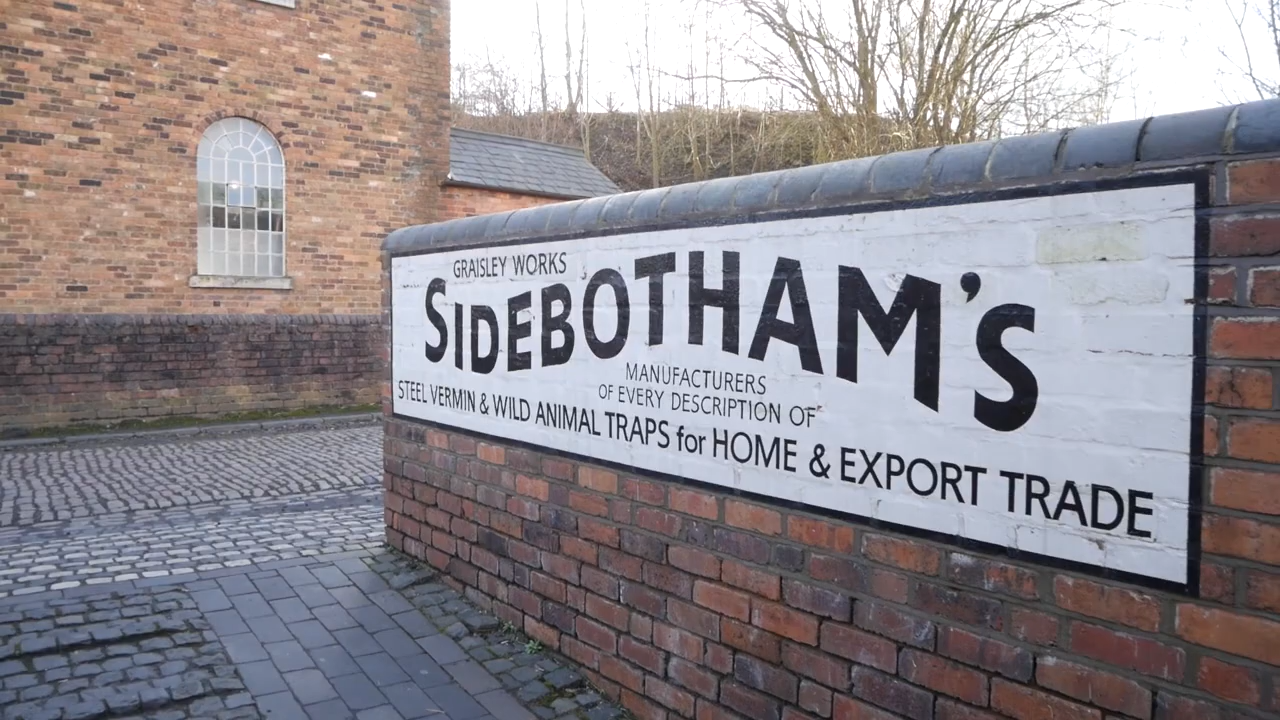 GRAISLEY WORKS
SIDEBOTHAM'S
MANUFACTURERS
OF EVERY DESCRIPTION OF
STEEL VERMIN & WILD ANIMAL TRAPS for HOME & EXPORT TRADE